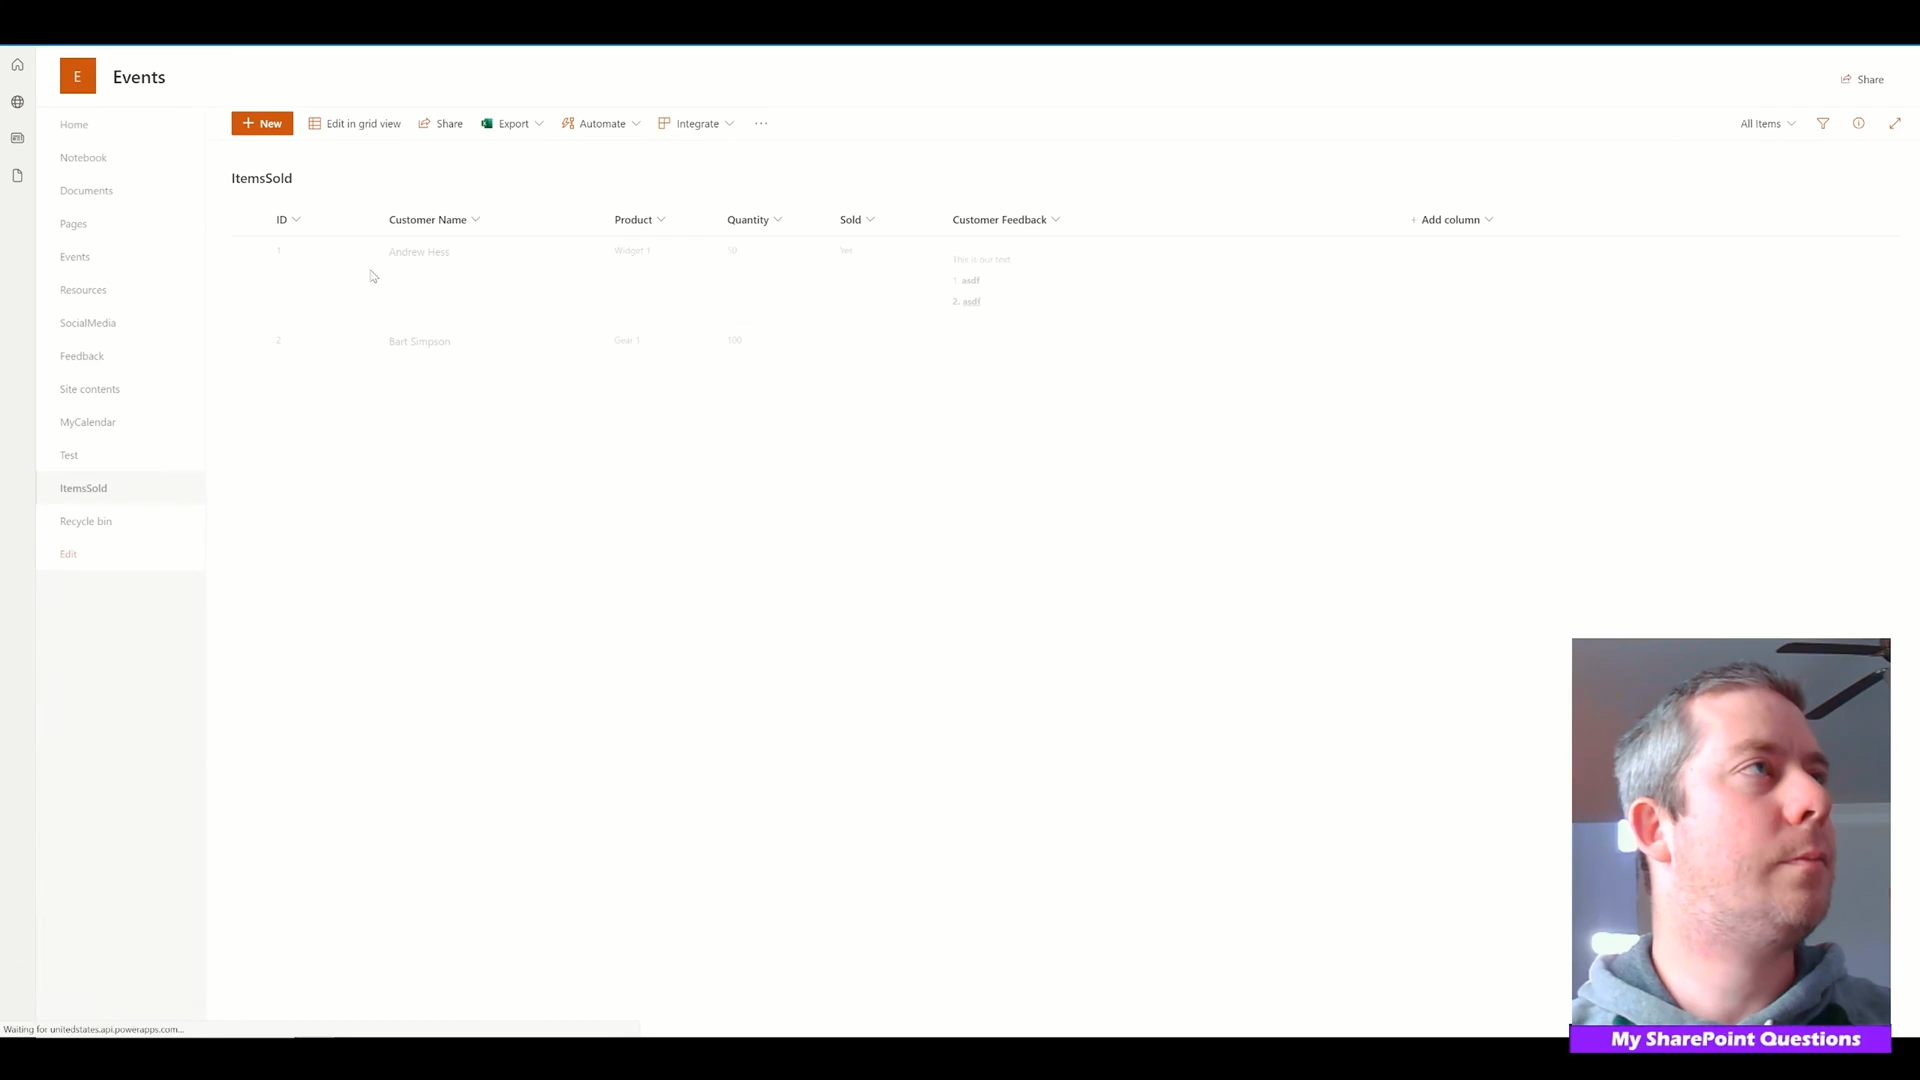 E Events
Share
Home
Notebook
Documents
Pages
Events
Resources
SocialMedia
Feedback
Site contents
MyCalendar
Test
ItemsSold
Recycle bin
Edit
+ New Edit in grid view Share Export Automate Integrate ...
All Items
ItemsSold
ID Customer Name Product Quantity Sold Customer Feedback + Add column
1 Andrew Hess Widget 1 50 Yes This is our text.
1. asdf
2. asdf
2 Bart Simpson Gear 1 100
Waiting for unitedstates.api.powerapps.com...
My SharePoint Questions